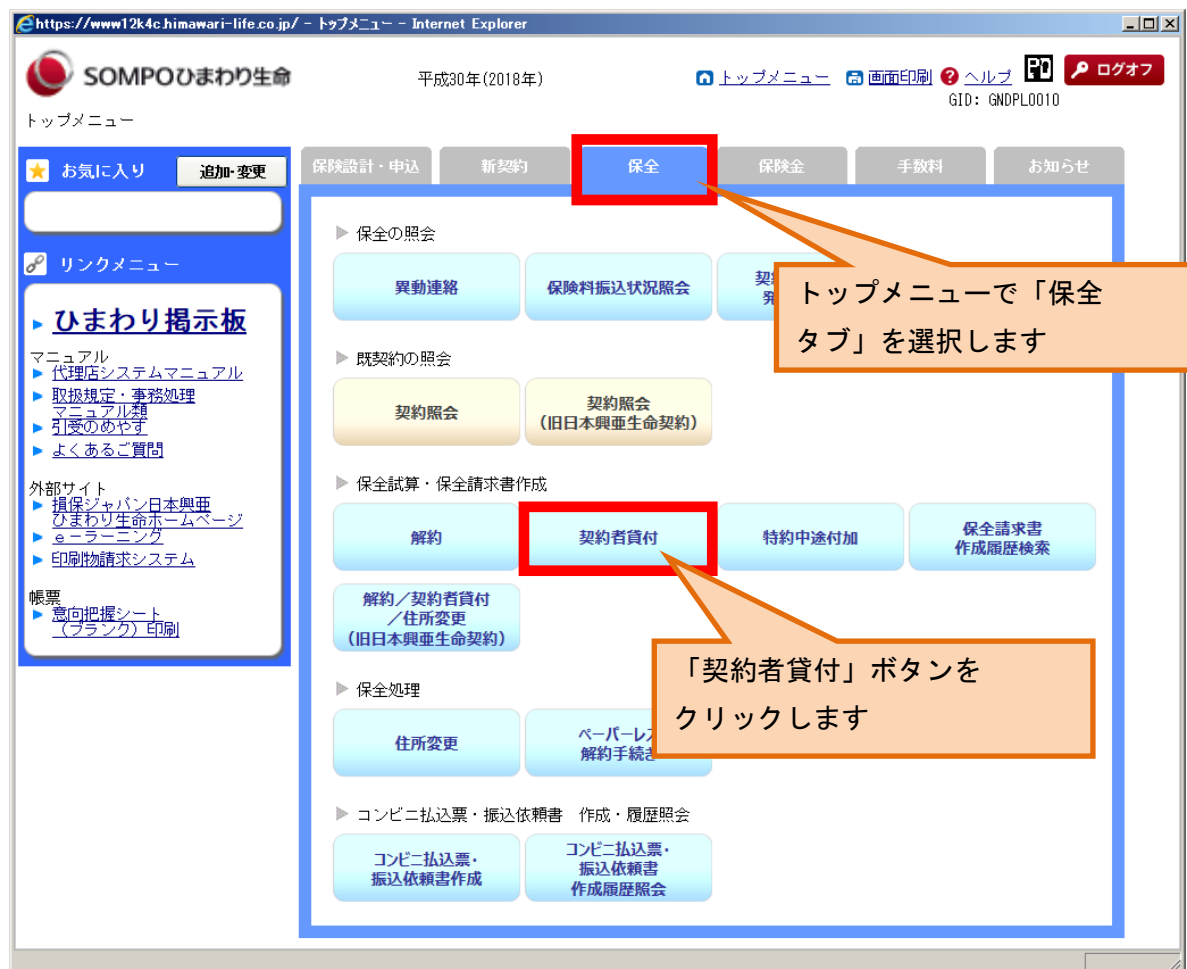 https://www12k4c.himawari-life.co.jp/ - トップメニュー - Internet Explorer
SOMPOひまわり生命
平成30年(2018年)
トップメニュー 画面印刷 ヘルプ ログオフ
GID: GNDPL0010
トップメニュー
お気に入り 追加・変更
リンクメニュー
ひまわり掲示板
マニュアル
代理店システムマニュアル
取扱規定・事務処理
マニュアル類
引受のめやす
よくあるご質問
外部サイト
損保ジャパン日本興亜
ひまわり生命ホームページ
e－ラーニング
印刷物請求システム
帳票
意向把握シート
(ブランク)印刷
保険設計・申込 新契約 保全 保険金 手数料 お知らせ
保全の照会
異動連絡 保険料振込状況照会
契
発
トップメニューで「保全
タブ」を選択します
既契約の照会
契約照会
契約照会
(旧日本興亜生命契約)
保全試算・保全請求書作成
解約 契約者貸付 特約中途付加
保全請求書
作成履歴検索
解約／契約者貸付
／住所変更
(旧日本興亜生命契約)
「契約者貸付」ボタンを
クリックします
保全処理
住所変更
ペーパーレ
解約手続
コンビニ払込票・振込依頼書 作成・履歴照会
コンビニ払込票・
振込依頼書作成
コンビニ払込票・
振込依頼書
作成履歴照会